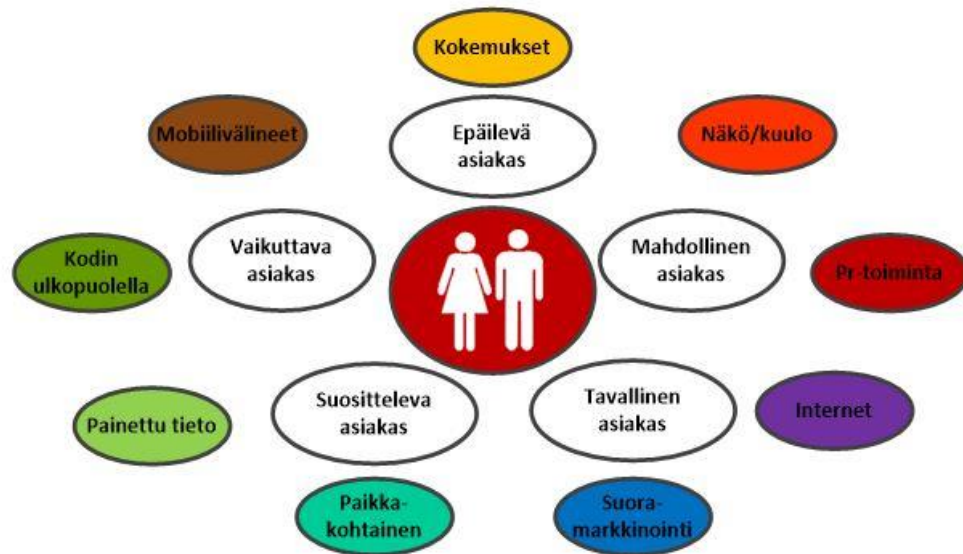 Kokemukset
Epäilevä
asiakas
Mobiilivälineet
Näkö/kuulo
Vaikuttava
asiakas
Mahdollinen
asiakas
Kodin
ulkopuolella
Pr-toiminta
Suositteleva
asiakas
Tavallinen
asiakas
Painettu tieto
Internet
Paikka-
kohtainen
Suora-
markkinointi